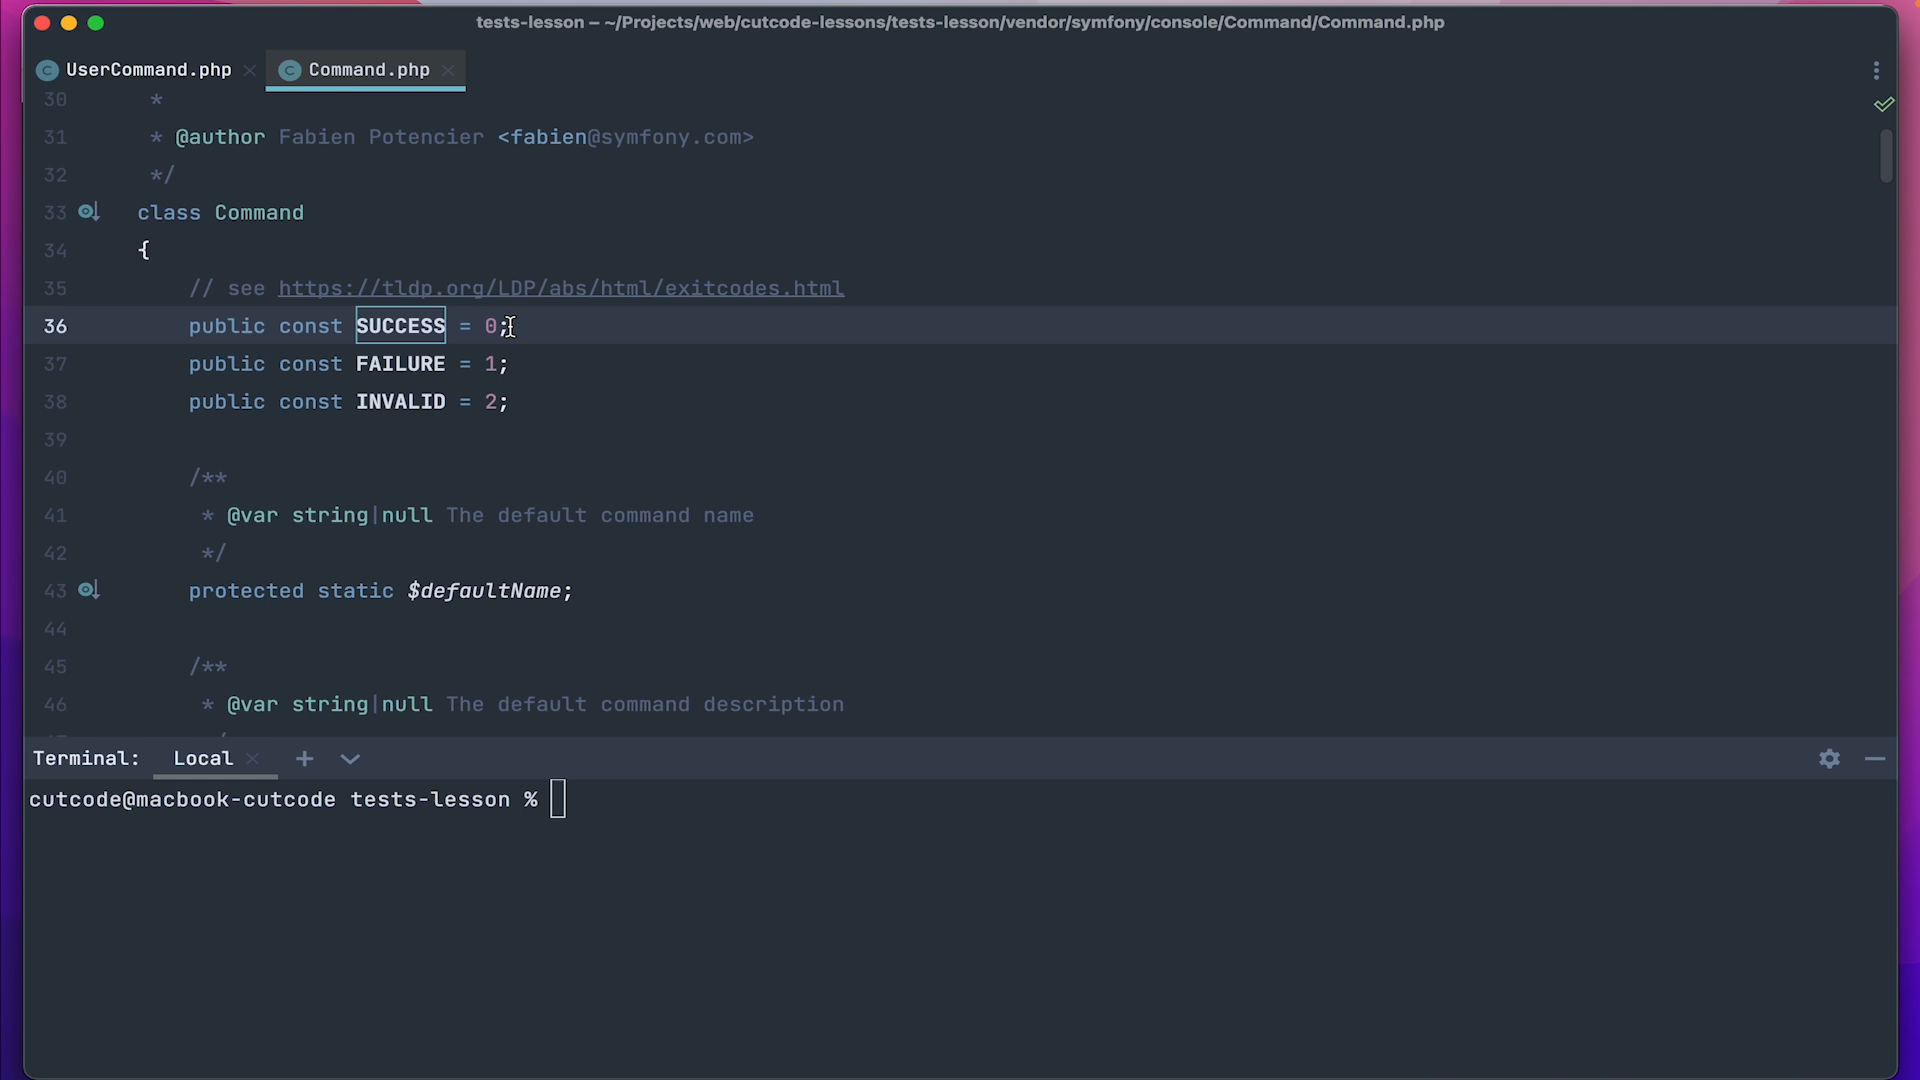 tests-lesson – ~/Projects/web/cutcode-lessons/tests-lesson/vendor/symfony/console/Command/Command.php
C UserCommand.php × C Command.php ×
30 *
31 * @author Fabien Potencier <fabien@symfony.com>
32 */
33 class Command
34 {
35 // see https://tldp.org/LDP/abs/html/exitcodes.html
36 public const SUCCESS = 0;
37 public const FAILURE = 1;
38 public const INVALID = 2;
39
40 /**
41 * @var string|null The default command name
42 */
43 protected static $defaultName;
44
45 /**
46 * @var string|null The default command description
Terminal: Local × +
cutcode@macbook-cutcode tests-lesson %